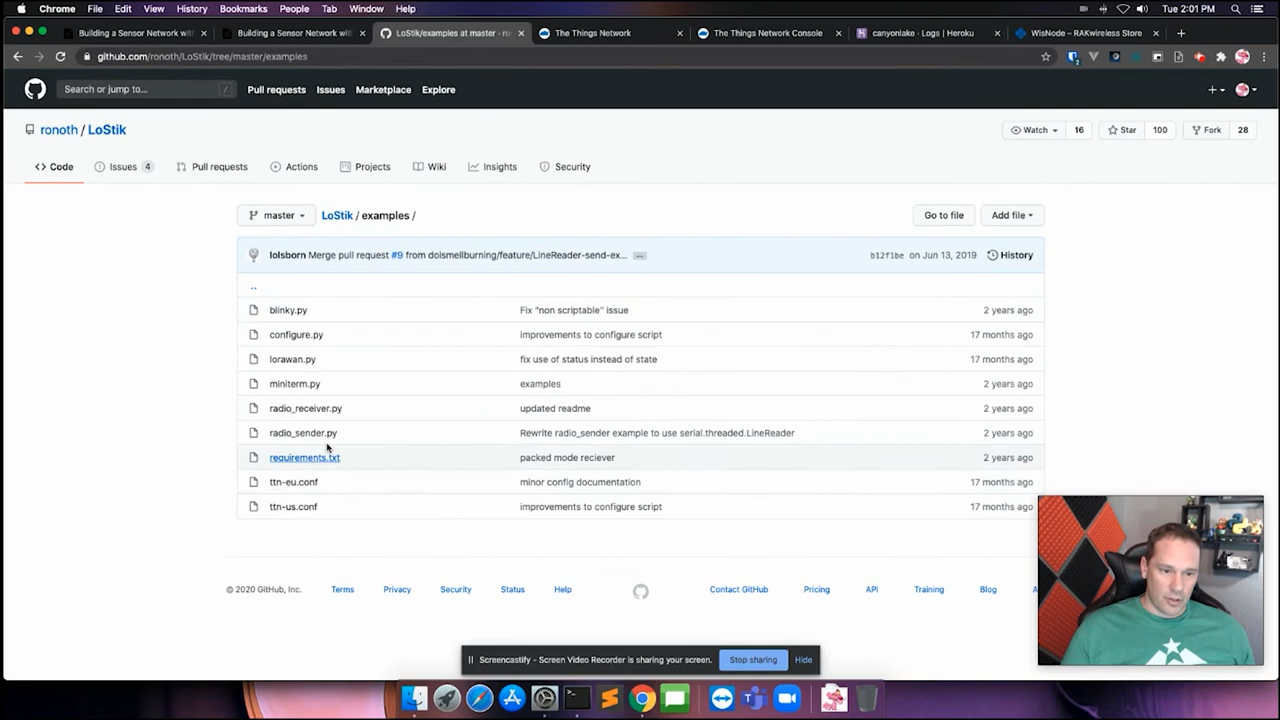 Chrome File Edit View History Bookmarks People Tab Window Help Tue 2:01 PM
Building a Sensor Network wit Building a Sensor Network wit LoStik/examples at master · ro The Things Network The Things Network Console canyonlake · Logs | Heroku WisNode – RAKwireless Store
github.com/ronoth/LoStik/tree/master/examples
Search or jump to... / Pull requests Issues Marketplace Explore
ronoth / LoStik Watch 16 Star 100 Fork 28
Code Issues 4 Pull requests Actions Projects Wiki Insights Security
master LoStik / examples / Go to file Add file
lolsborn Merge pull request #9 from doismellburning/feature/LineReader-send-ex... ... b12f1be on Jun 13, 2019 History
..
blinky.py Fix "non scriptable" issue 2 years ago
configure.py improvements to configure script 17 months ago
lorawan.py fix use of status instead of state 17 months ago
miniterm.py examples 2 years ago
radio_receiver.py updated readme 2 years ago
radio_sender.py Rewrite radio_sender example to use serial.threaded.LineReader 2 years ago
requirements.txt packed mode reciever 2 years ago
ttn-eu.conf minor config documentation 17 months ago
ttn-us.conf improvements to configure script 17 months ago
© 2020 GitHub, Inc. Terms Privacy Security Status Help Contact GitHub Pricing API Training Blog A
Screencastify - Screen Video Recorder is sharing your screen. Stop sharing Hide